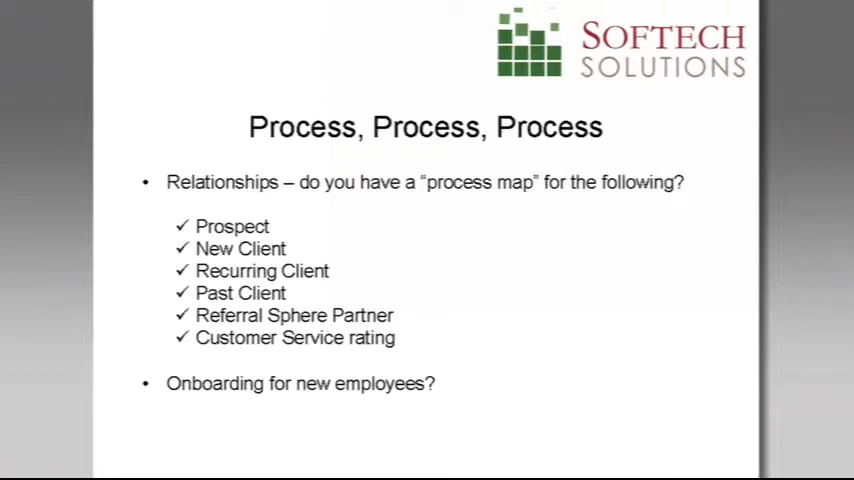 SOFTECH
SOLUTIONS
Process, Process, Process
• Relationships – do you have a “process map” for the following?
✓ Prospect
✓ New Client
✓ Recurring Client
✓ Past Client
✓ Referral Sphere Partner
✓ Customer Service rating
• Onboarding for new employees?